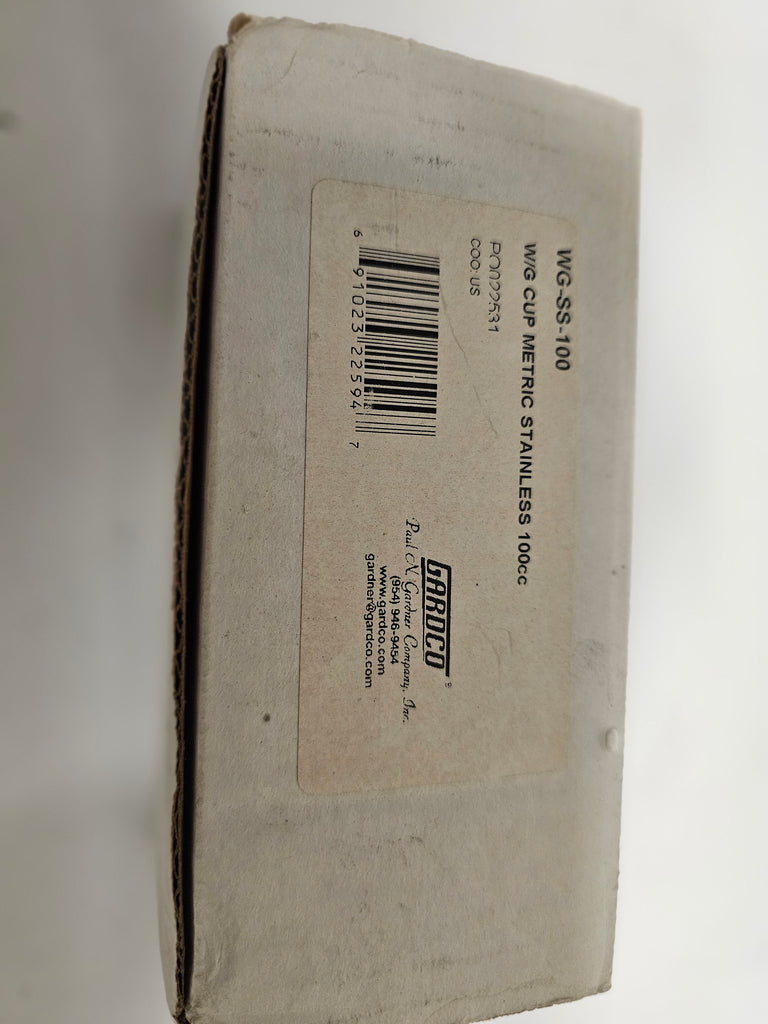 WG-SS-100
W/G CUP METRIC STAINLESS 100cc
PO022531
COO:US
6 91023 22594 7
GARDCO®
Paul N. Gardner Company, Inc.
(954) 946-9454
www.gardco.com
gardner@gardco.com